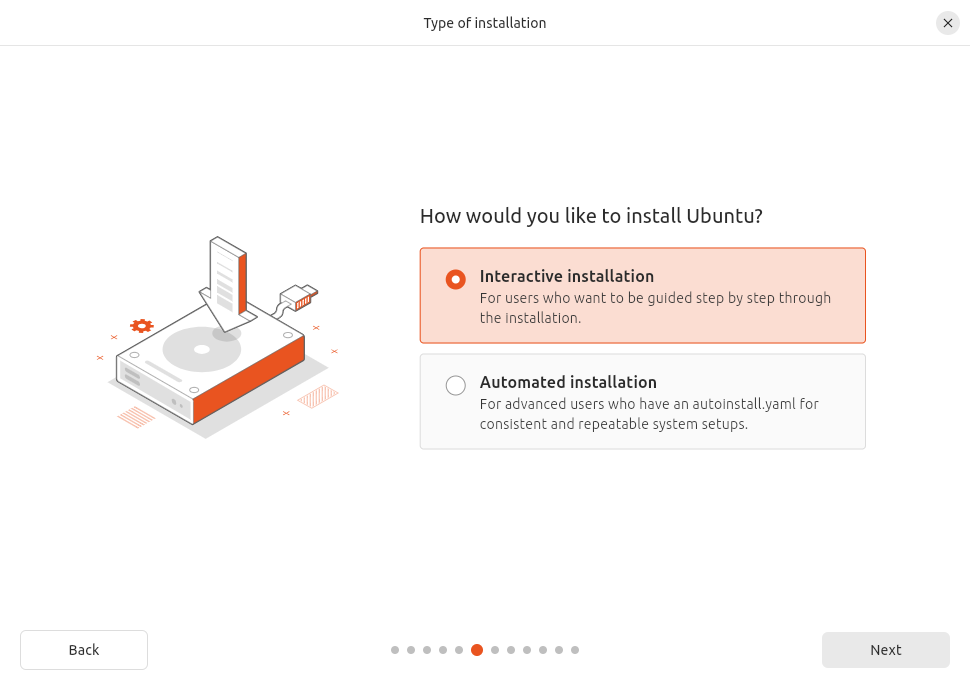 Type of installation
How would you like to install Ubuntu?
Interactive installation
For users who want to be guided step by step through
the installation.
Automated installation
For advanced users who have an autoinstall.yaml for
consistent and repeatable system setups.
Back
Next